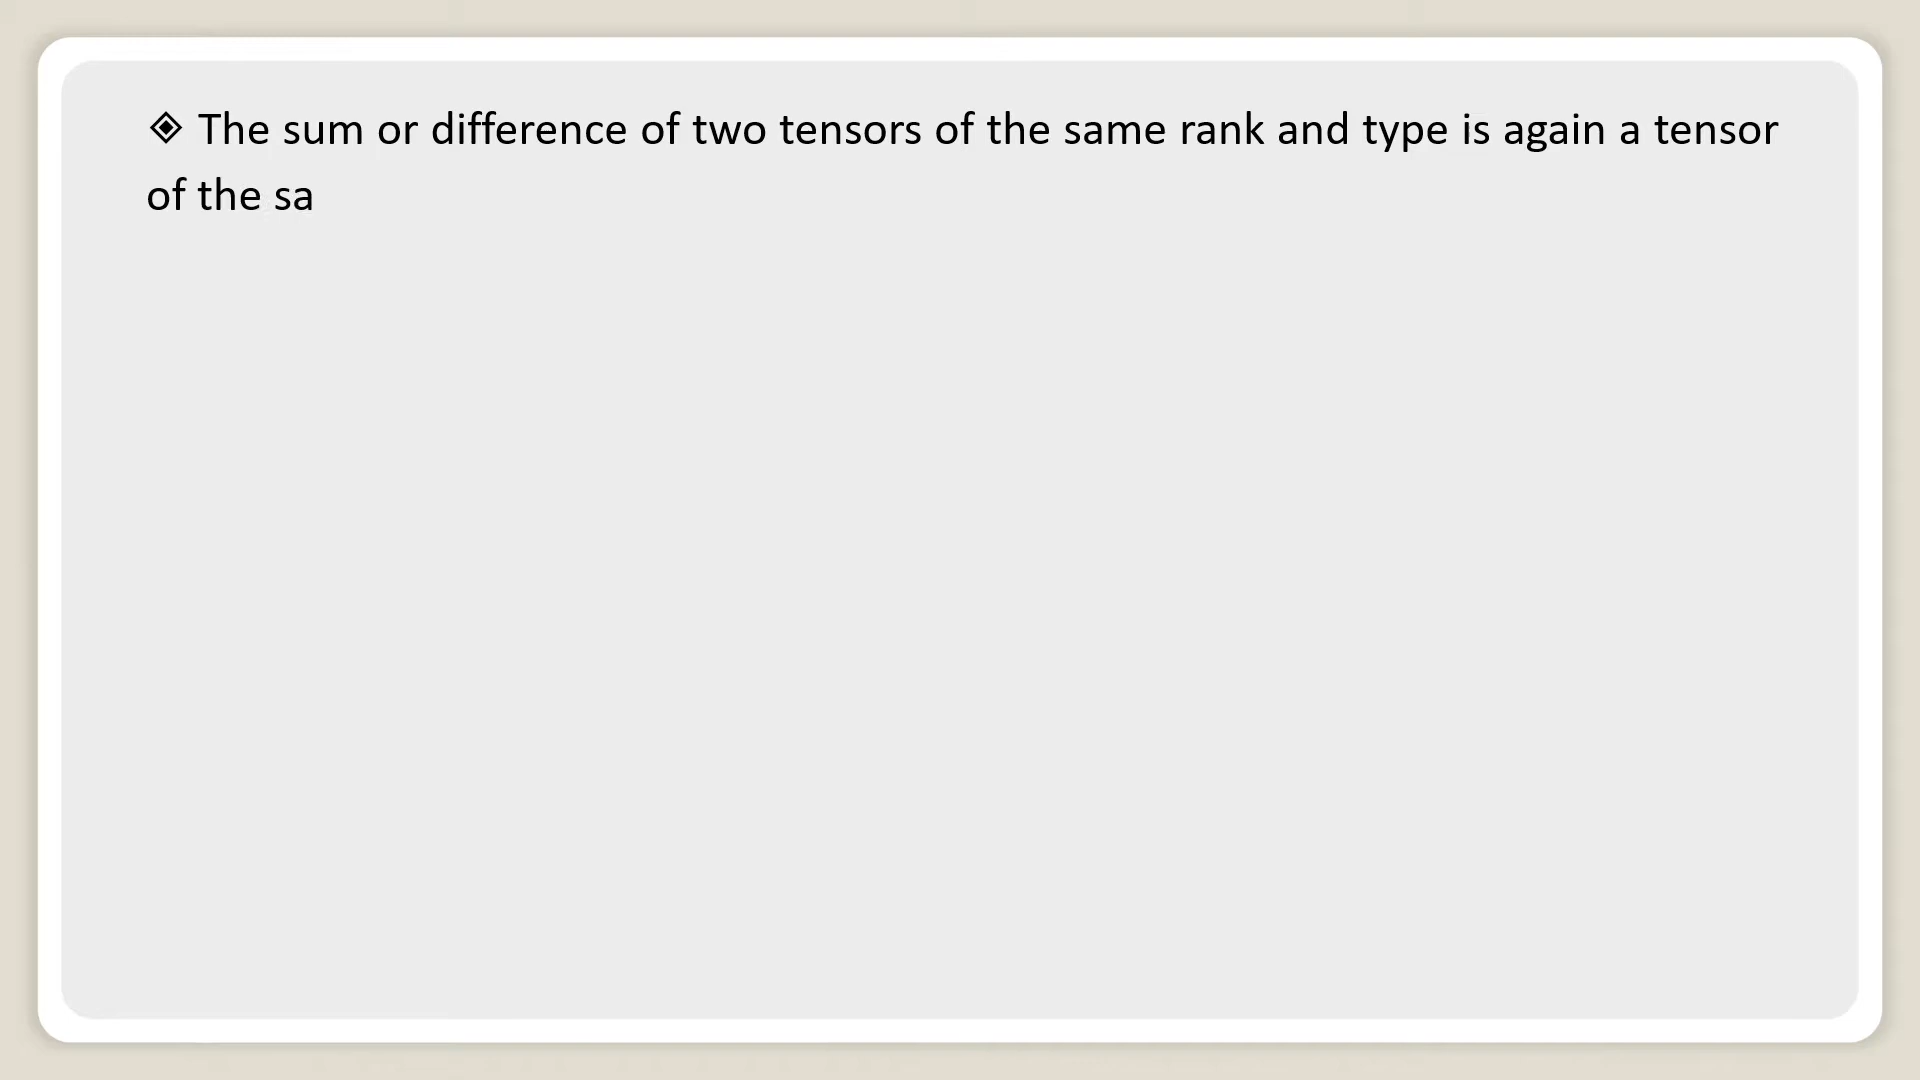 ◈ The sum or difference of two tensors of the same rank and type is again a tensor
of the sa